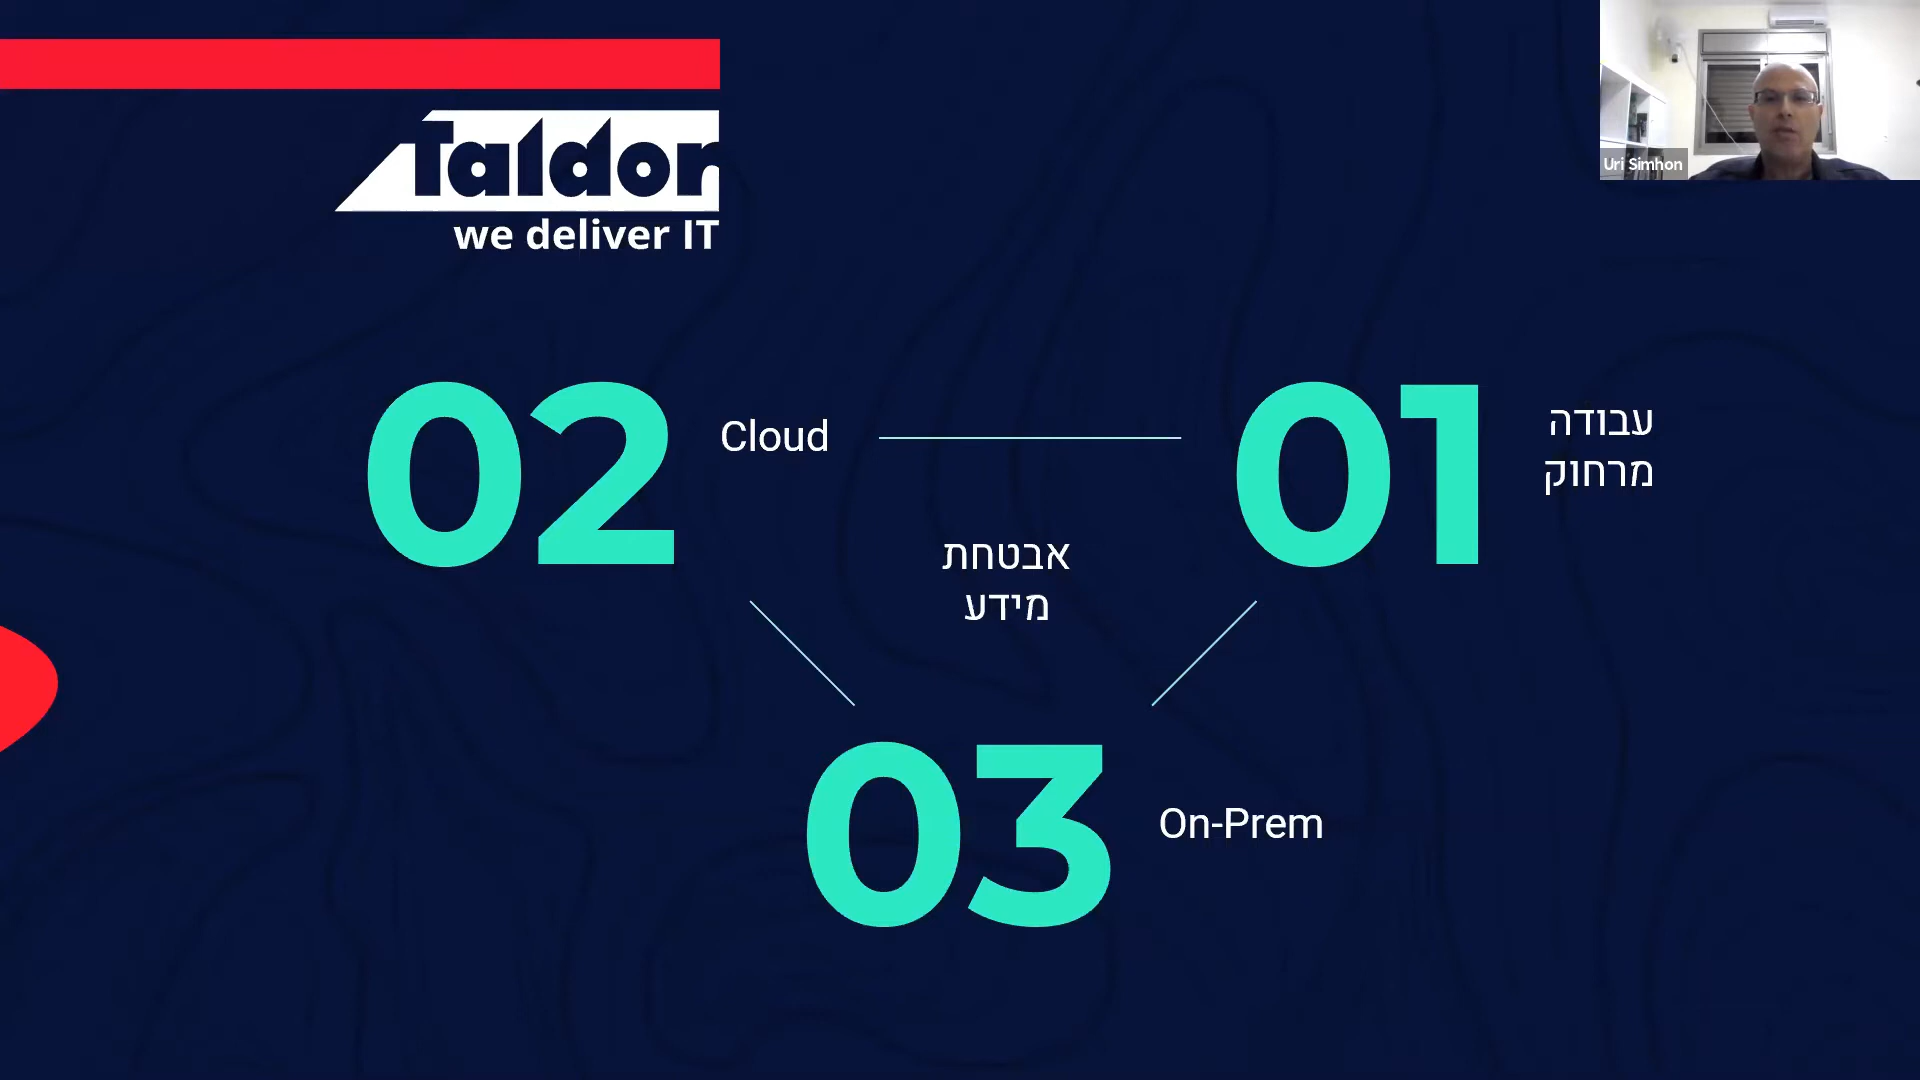 Taldor
we deliver IT
Uri Simhon
01
עבודה
מרחוק
02
Cloud
אבטחת
מידע
03
On-Prem